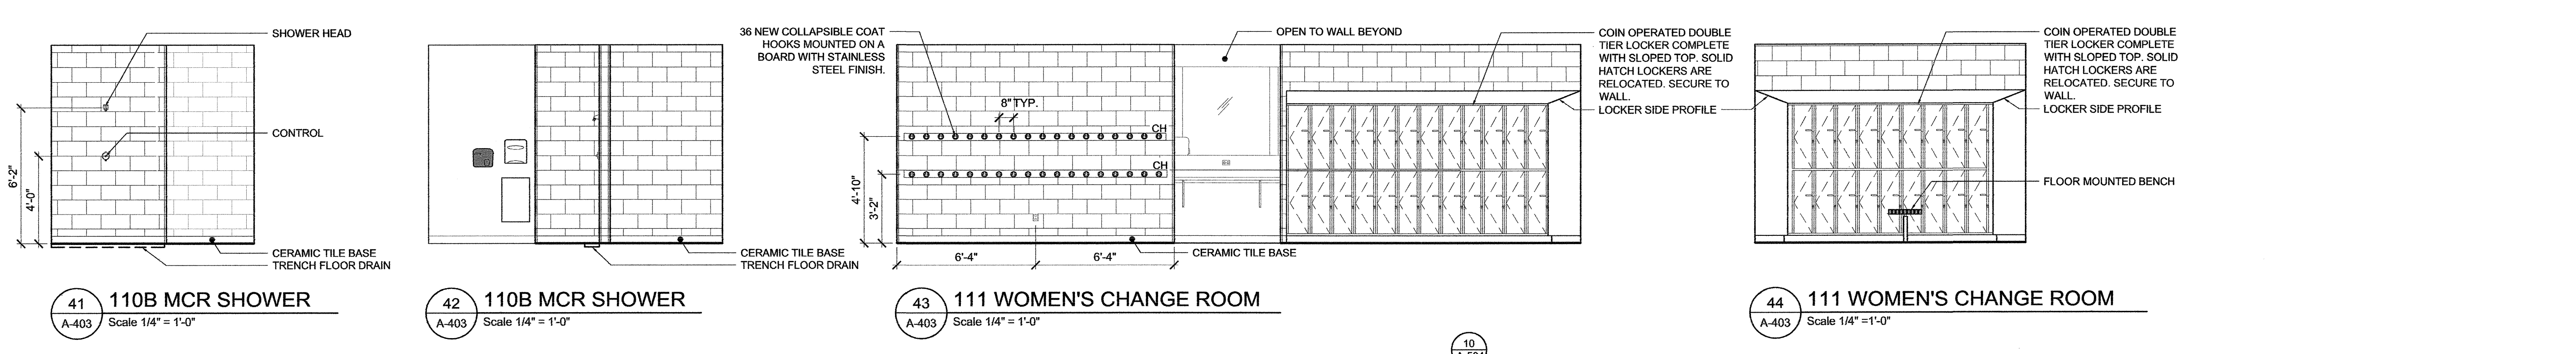 SHOWER HEAD
CONTROL
6'-2"
4'-0"
CERAMIC TILE BASE
TRENCH FLOOR DRAIN
41
A-403
110B MCR SHOWER
Scale 1/4" = 1'-0"
CERAMIC TILE BASE
TRENCH FLOOR DRAIN
42
A-403
110B MCR SHOWER
Scale 1/4" = 1'-0"
36 NEW COLLAPSIBLE COAT
HOOKS MOUNTED ON A
BOARD WITH STAINLESS
STEEL FINISH.
8" TYP.
CH
CH
4'-10"
3'-2"
6'-4"
6'-4"
OPEN TO WALL BEYOND
CERAMIC TILE BASE
COIN OPERATED DOUBLE
TIER LOCKER COMPLETE
WITH SLOPED TOP. SOLID
HATCH LOCKERS ARE
RELOCATED. SECURE TO
WALL.
LOCKER SIDE PROFILE
43
A-403
111 WOMEN'S CHANGE ROOM
Scale 1/4" = 1'-0"
COIN OPERATED DOUBLE
TIER LOCKER COMPLETE
WITH SLOPED TOP. SOLID
HATCH LOCKERS ARE
RELOCATED. SECURE TO
WALL.
LOCKER SIDE PROFILE
FLOOR MOUNTED BENCH
44
A-403
111 WOMEN'S CHANGE ROOM
Scale 1/4" =1'-0"
10